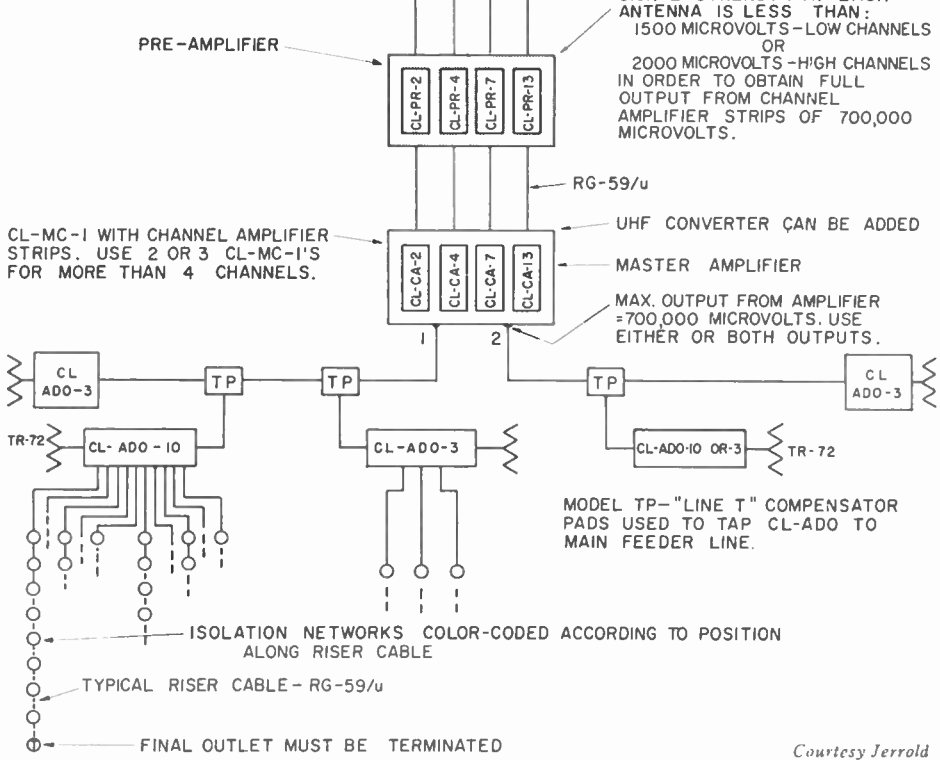 ANTENNA IS LESS THAN:
1500 MICROVOLTS-LOW CHANNELS
OR
2000 MICROVOLTS-HIGH CHANNELS
IN ORDER TO OBTAIN FULL
OUTPUT FROM CHANNEL
AMPLIFIER STRIPS OF 700,000
MICROVOLTS.
PRE-AMPLIFIER
CL-PR-2
CL-PR-4
CL-PR-7
CL-PR-13
RG-59/u
UHF CONVERTER CAN BE ADDED
CL-MC-1 WITH CHANNEL AMPLIFIER
STRIPS. USE 2 OR 3 CL-MC-1'S
FOR MORE THAN 4 CHANNELS.
CL-CA-2
CL-CA-4
CL-CA-7
CL-CA-13
MASTER AMPLIFIER
MAX. OUTPUT FROM AMPLIFIER
=700,000 MICROVOLTS. USE
EITHER OR BOTH OUTPUTS.
1
2
CL
ADO-3
TP
TP
TP
CL
ADO-3
TR-72
CL-ADO-10
CL-ADO-3
CL-ADO-10 OR-3
TR-72
MODEL TP-"LINE T" COMPENSATOR
PADS USED TO TAP CL-ADO TO
MAIN FEEDER LINE.
ISOLATION NETWORKS COLOR-CODED ACCORDING TO POSITION
ALONG RISER CABLE
TYPICAL RISER CABLE-RG-59/u
FINAL OUTLET MUST BE TERMINATED
Courtesy Jerrold